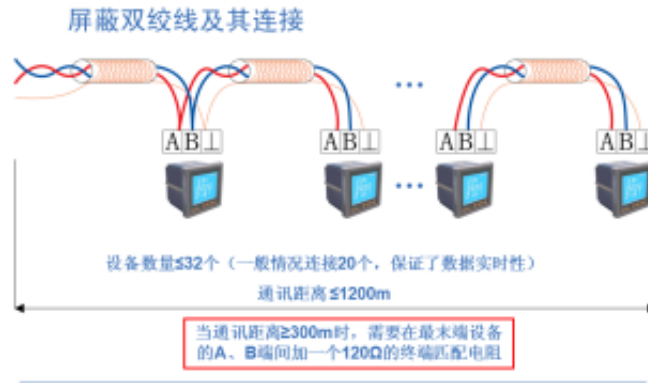 屏蔽双绞线及其连接
...
A B ⊥ A B ⊥ A B ⊥ A B ⊥
...
设备数量≤32个（一般情况连接20个，保证了数据实时性）
通讯距离≤1200m
当通讯距离≥300m时，需要在最末端设备
的A、B端间加一个120Ω的终端匹配电阻